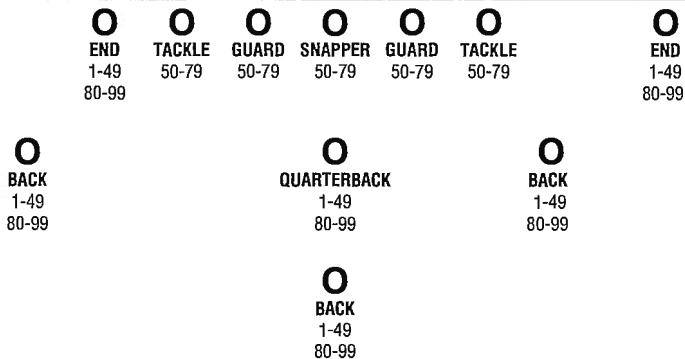 O O O O O O O
END TACKLE GUARD SNAPPER GUARD TACKLE END
1-49 50-79 50-79 50-79 50-79 50-79 1-49
80-99 80-99
O O O
BACK QUARTERBACK BACK
1-49 1-49 1-49
80-99 80-99 80-99
O
BACK
1-49
80-99